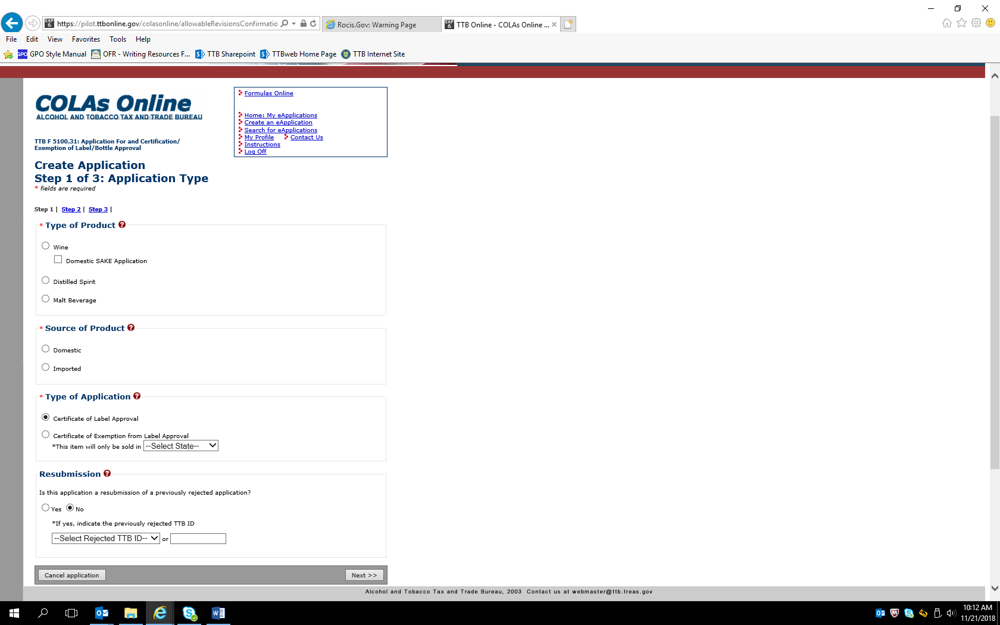 https://pilot.ttbonline.gov/colasonline/allowableRevisionsConfirmatio
Rocis.Gov: Warning Page
TTB Online - COLAs Online ...
File Edit View Favorites Tools Help
GPO Style Manual OFR - Writing Resources F... TTB Sharepoint TTBweb Home Page TTB Internet Site
COLAs Online
ALCOHOL AND TOBACCO TAX AND TRADE BUREAU
Formulas Online
Home: My eApplications
Create an eApplication
Search for eApplications
My Profile Contact Us
Instructions
Log Off
TTB F 5100.31: Application For and Certification/
Exemption of Label/Bottle Approval
Create Application
Step 1 of 3: Application Type
* fields are required
Step 1 | Step 2 | Step 3 |
* Type of Product ?
Wine
Domestic SAKE Application
Distilled Spirit
Malt Beverage
* Source of Product ?
Domestic
Imported
* Type of Application ?
Certificate of Label Approval
Certificate of Exemption from Label Approval
*This item will only be sold in --Select State--
Resubmission ?
Is this application a resubmission of a previously rejected application?
Yes No
*If yes, indicate the previously rejected TTB ID
--Select Rejected TTB ID-- or
Cancel application Next >>
Alcohol and Tobacco Tax and Trade Bureau, 2003 Contact us at webmaster@ttb.treas.gov
10:12 AM
11/21/2018